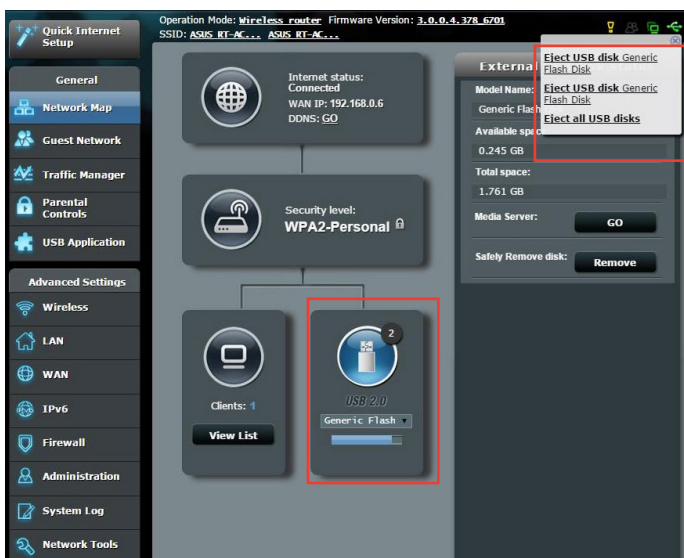 Operation Mode: Wireless router Firmware Version: 3.0.0.4.378_6701
SSID: ASUS RT-AC... ASUS RT-AC...
Quick Internet
Setup
General
Network Map
Guest Network
Traffic Manager
Parental
Controls
USB Application
Advanced Settings
Wireless
LAN
WAN
IPv6
Firewall
Administration
System Log
Network Tools
Internet status:
Connected
WAN IP: 192.168.0.6
DDNS: GO
Security level:
WPA2-Personal
Clients: 1
View List
2
USB 2.0
Generic Flash
External
Model Name:
Generic Flash
Available space
0.245 GB
Total space:
1.761 GB
Media Server:
GO
Safely Remove disk:
Remove
Eject USB disk Generic
Flash Disk
Eject USB disk Generic
Flash Disk
Eject all USB disks